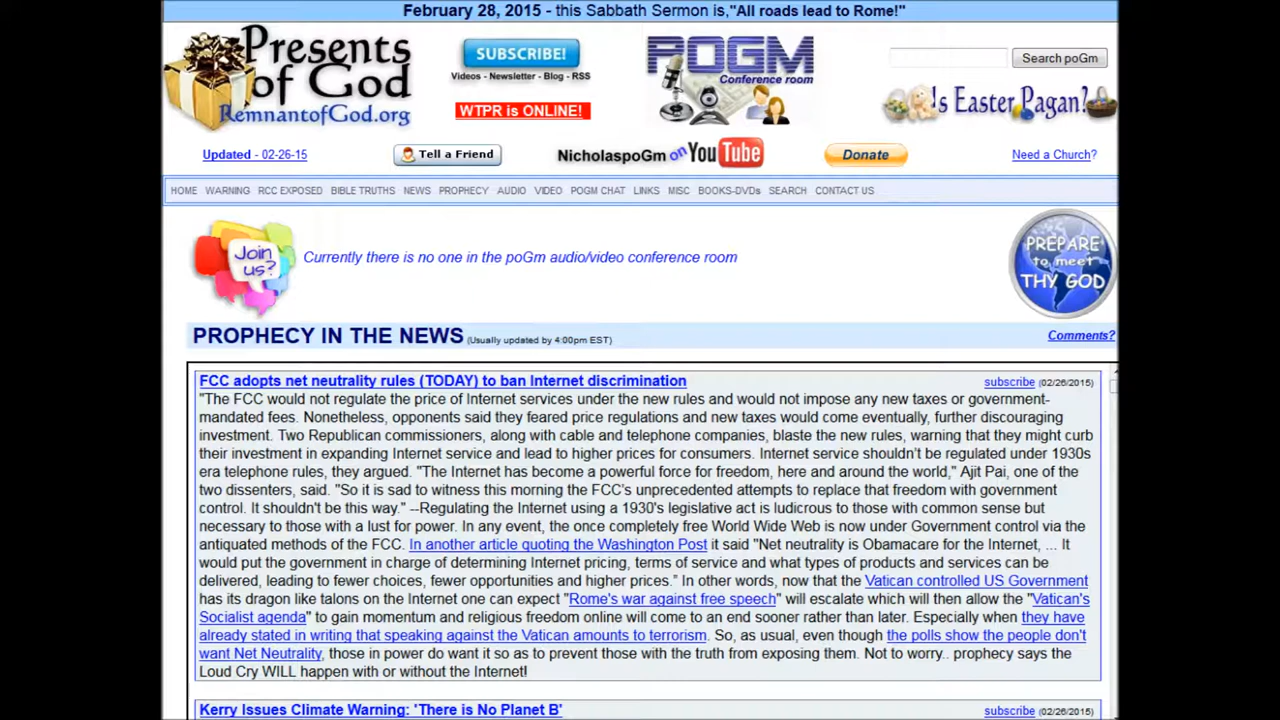 February 28, 2015 - this Sabbath Sermon is,"All roads lead to Rome!"
Presents
of God
RemnantofGod.org
SUBSCRIBE!
Videos - Newsletter - Blog - RSS
WTPR is ONLINE!
POGM
Conference room
Search poGm
Is Easter Pagan?
Updated - 02-26-15
Tell a Friend
NicholaspoGm on YouTube
Donate
Need a Church?
HOME WARNING RCC EXPOSED BIBLE TRUTHS NEWS PROPHECY AUDIO VIDEO POGM CHAT LINKS MISC BOOKS-DVDs SEARCH CONTACT US
Join
us?
Currently there is no one in the poGm audio/video conference room
PREPARE
to meet
THY GOD
PROPHECY IN THE NEWS (Usually updated by 4:00pm EST)
Comments?
FCC adopts net neutrality rules (TODAY) to ban Internet discrimination
subscribe (02/26/2015)
"The FCC would not regulate the price of Internet services under the new rules and would not impose any new taxes or government-
mandated fees. Nonetheless, opponents said they feared price regulations and new taxes would come eventually, further discouraging
investment. Two Republican commissioners, along with cable and telephone companies, blaste the new rules, warning that they might curb
their investment in expanding Internet service and lead to higher prices for consumers. Internet service shouldn't be regulated under 1930s
era telephone rules, they argued. "The Internet has become a powerful force for freedom, here and around the world," Ajit Pai, one of the
two dissenters, said. "So it is sad to witness this morning the FCC's unprecedented attempts to replace that freedom with government
control. It shouldn't be this way." --Regulating the Internet using a 1930's legislative act is ludicrous to those with common sense but
necessary to those with a lust for power. In any event, the once completely free World Wide Web is now under Government control via the
antiquated methods of the FCC. In another article quoting the Washington Post it said "Net neutrality is Obamacare for the Internet, ... It
would put the government in charge of determining Internet pricing, terms of service and what types of products and services can be
delivered, leading to fewer choices, fewer opportunities and higher prices." In other words, now that the Vatican controlled US Government
has its dragon like talons on the Internet one can expect "Rome's war against free speech" will escalate which will then allow the "Vatican's
Socialist agenda" to gain momentum and religious freedom online will come to an end sooner rather than later. Especially when they have
already stated in writing that speaking against the Vatican amounts to terrorism. So, as usual, even though the polls show the people don't
want Net Neutrality, those in power do want it so as to prevent those with the truth from exposing them. Not to worry.. prophecy says the
Loud Cry WILL happen with or without the Internet!
Kerry Issues Climate Warning: 'There is No Planet B'
subscribe (02/26/2015)